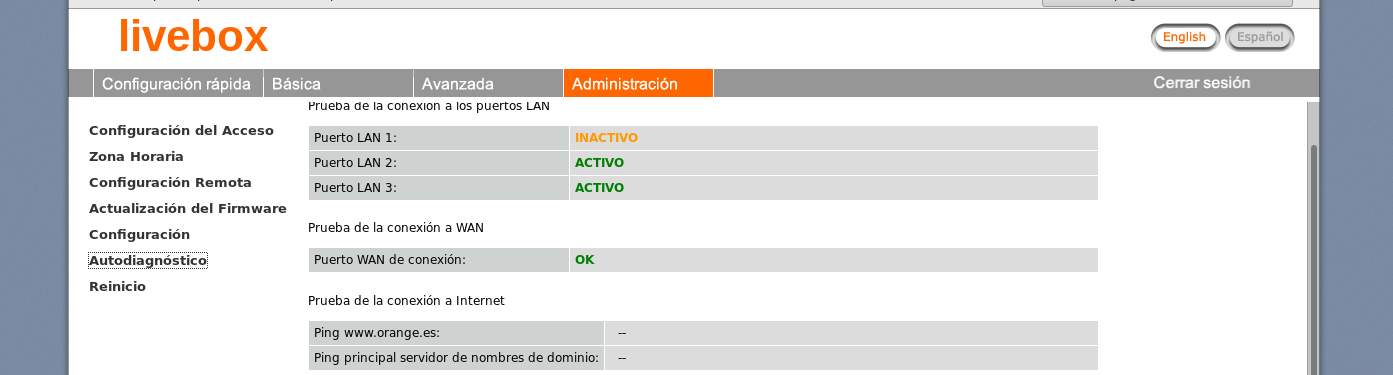 livebox
English Español
Configuración rápida Básica Avanzada Administración Cerrar sesión
Prueba de la conexión a los puertos LAN
Configuración del Acceso
Zona Horaria
Configuración Remota
Actualización del Firmware
Configuración
Autodiagnóstico
Reinicio
Puerto LAN 1: INACTIVO
Puerto LAN 2: ACTIVO
Puerto LAN 3: ACTIVO
Prueba de la conexión a WAN
Puerto WAN de conexión: OK
Prueba de la conexión a Internet
Ping www.orange.es: --
Ping principal servidor de nombres de dominio: --